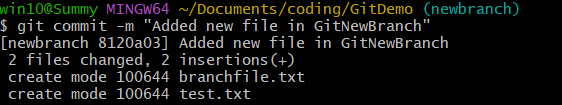 win10@Summy MINGW64 ~/Documents/coding/GitDemo (newbranch)
$ git commit -m "Added new file in GitNewBranch"
[newbranch 8120a03] Added new file in GitNewBranch
 2 files changed, 2 insertions(+)
 create mode 100644 branchfile.txt
 create mode 100644 test.txt